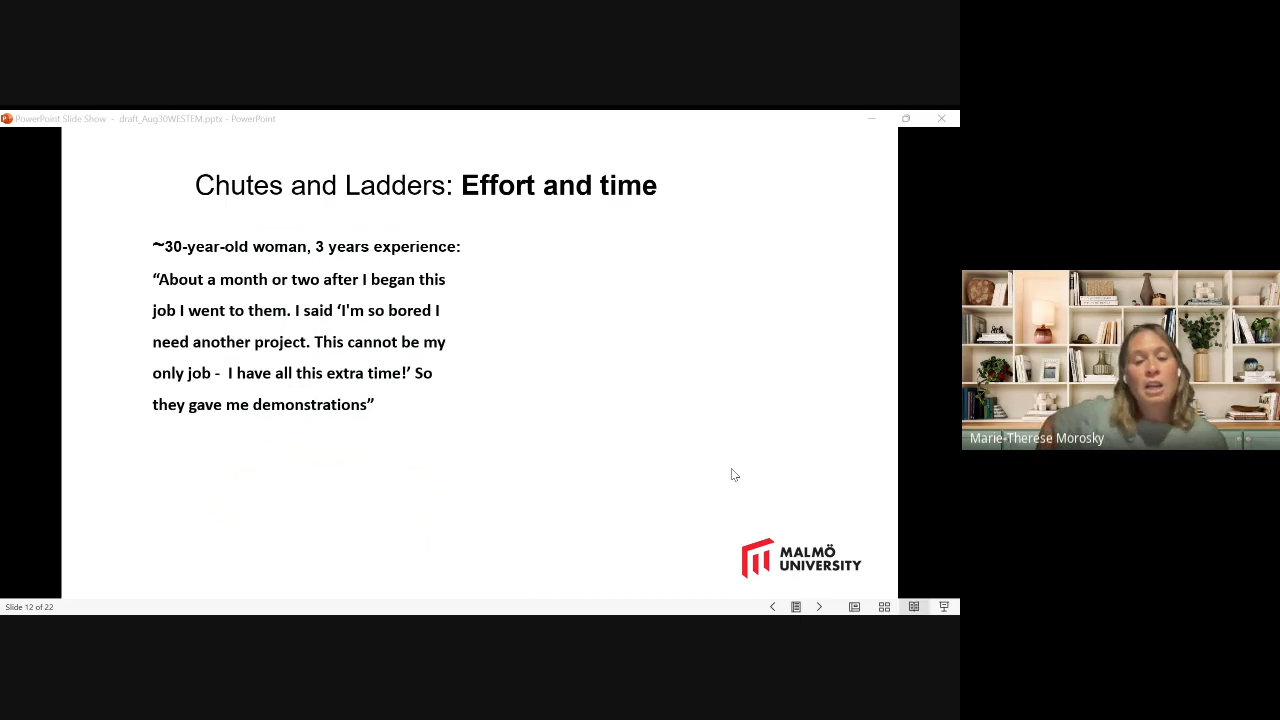 PowerPoint Slide Show - draft_Aug30WESTEM.pptx - PowerPoint
Chutes and Ladders: Effort and time
~30-year-old woman, 3 years experience:
“About a month or two after I began this
job I went to them. I said ‘I'm so bored I
need another project. This cannot be my
only job - I have all this extra time!’ So
they gave me demonstrations”
MALMÖ
UNIVERSITY
Slide 12 of 22
Marie-Therese Morosky